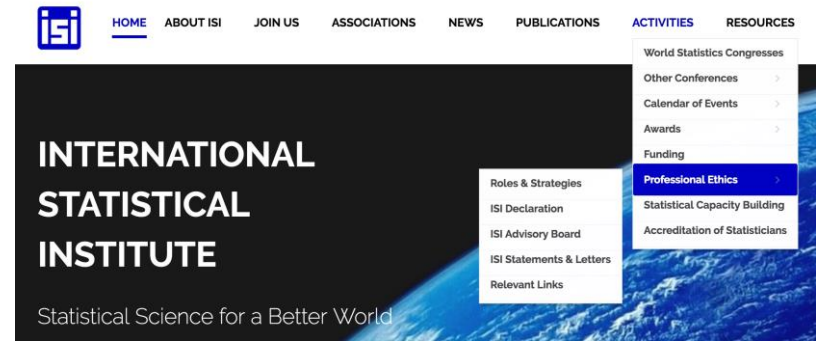 isi
HOME ABOUT ISI JOIN US ASSOCIATIONS NEWS PUBLICATIONS ACTIVITIES RESOURCES
World Statistics Congresses
Other Conferences
Calendar of Events
Awards
Funding
Professional Ethics
Statistical Capacity Building
Accreditation of Statisticians
Roles & Strategies
ISI Declaration
ISI Advisory Board
ISI Statements & Letters
Relevant Links
INTERNATIONAL
STATISTICAL
INSTITUTE
Statistical Science for a Better World